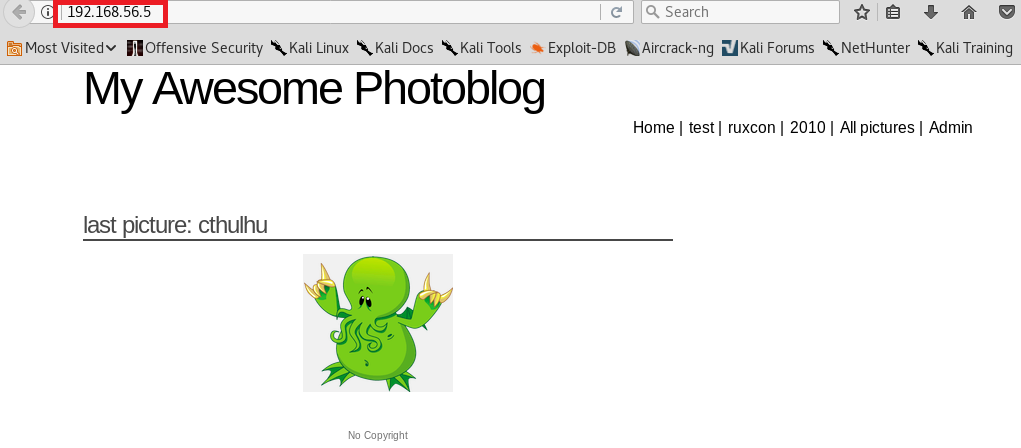 192.168.56.5 Search
Most Visited Offensive Security Kali Linux Kali Docs Kali Tools Exploit-DB Aircrack-ng Kali Forums NetHunter Kali Training
My Awesome Photoblog
Home | test | ruxcon | 2010 | All pictures | Admin
last picture: cthulhu
No Copyright